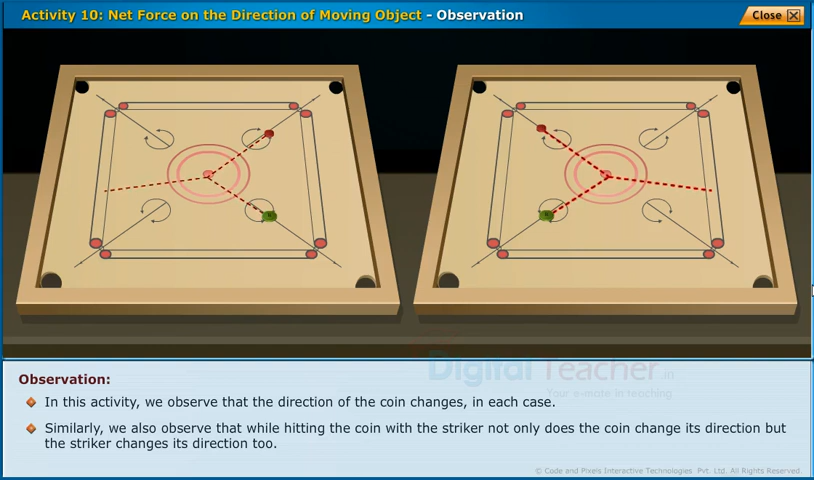 Activity 10: Net Force on the Direction of Moving Object - Observation
Close
Digital Teacher.in
Your e-mate in teaching
Observation:
In this activity, we observe that the direction of the coin changes, in each case.
Similarly, we also observe that while hitting the coin with the striker not only does the coin change its direction but
the striker changes its direction too.
© Code and Pixels Interactive Technologies. Pvt. Ltd. All Rights Reserved.